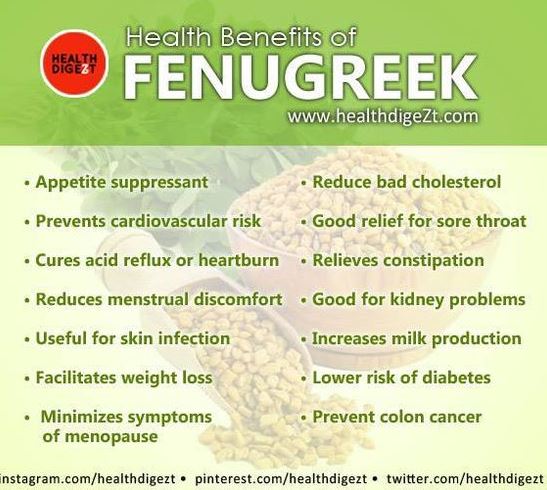 HEALTH
DIGEZT
Health Benefits of
FENUGREEK
www.healthdigeZt.com
• Appetite suppressant
• Prevents cardiovascular risk
• Cures acid reflux or heartburn
• Reduces menstrual discomfort
• Useful for skin infection
• Facilitates weight loss
• Minimizes symptoms
of menopause
• Reduce bad cholesterol
• Good relief for sore throat
• Relieves constipation
• Good for kidney problems
• Increases milk production
• Lower risk of diabetes
• Prevent colon cancer
instagram.com/healthdigezt • pinterest.com/healthdigezt • twitter.com/healthdigezt